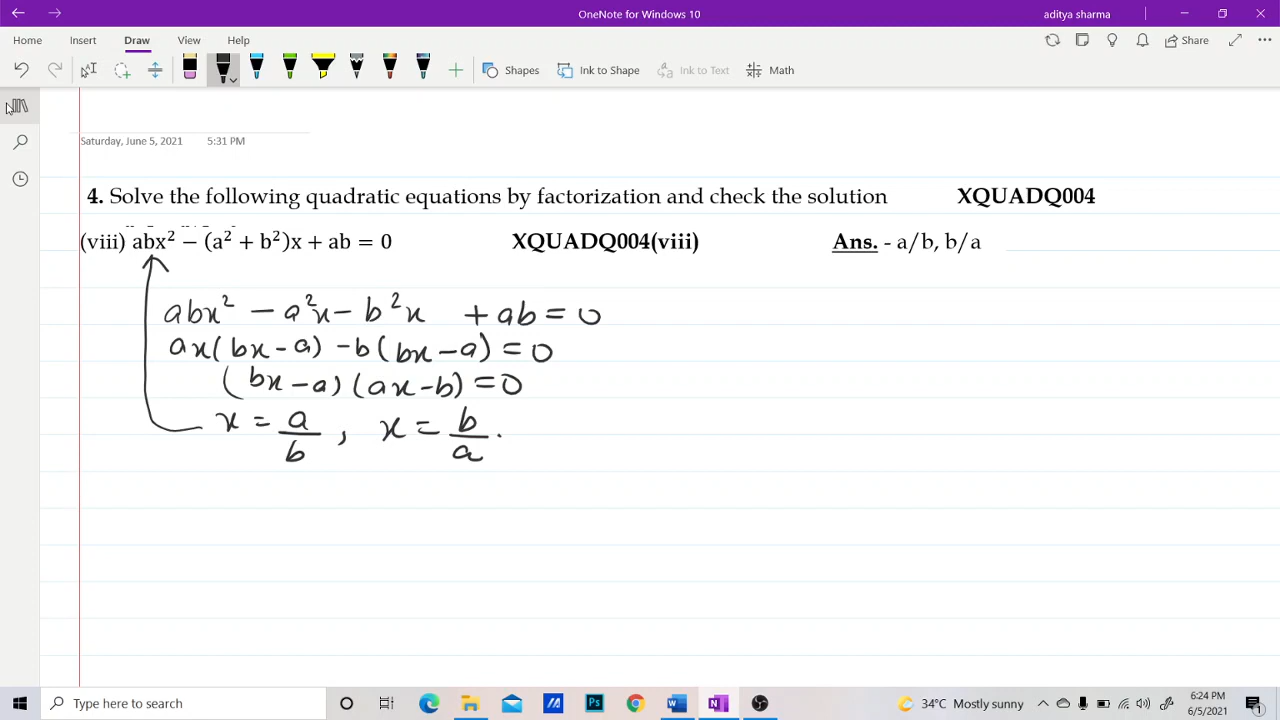 OneNote for Windows 10
aditya sharma
Home Insert Draw View Help
Share
Shapes Ink to Shape Ink to Text Math
Saturday, June 5, 2021 5:31 PM
4. Solve the following quadratic equations by factorization and check the solution XQUADQ004
(viii) abx² − (a² + b²)x + ab = 0 XQUADQ004(viii) Ans. - a/b, b/a
abx² - a²x - b²x + ab = 0
ax(bx - a) - b(bx - a) = 0
(bx - a)(ax - b) = 0
x = a/b, x = b/a.
Type here to search
34°C Mostly sunny
6:24 PM
6/5/2021
1